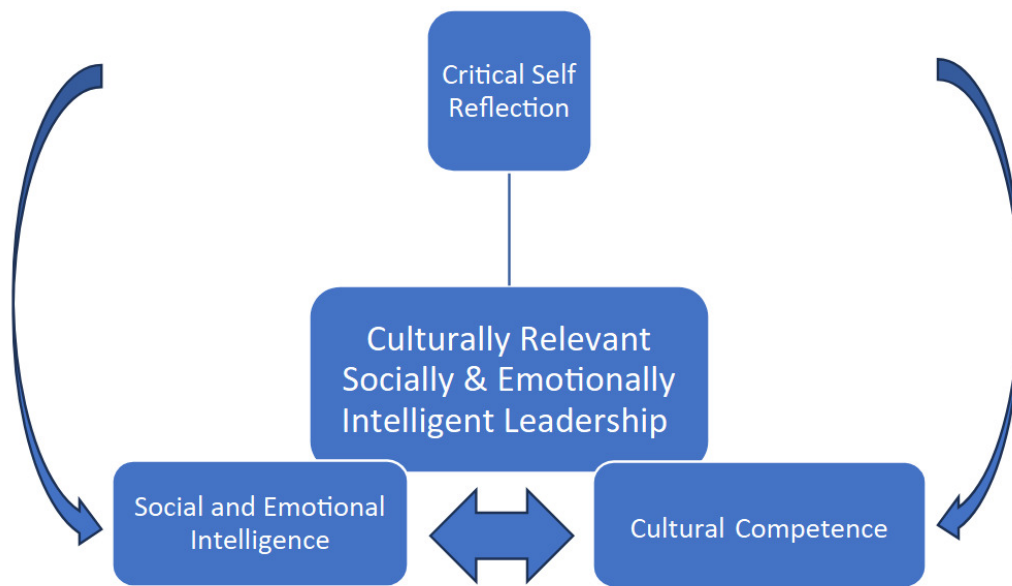 Critical Self
Reflection
Culturally Relevant
Socially & Emotionally
Intelligent Leadership
Social and Emotional
Intelligence
Cultural Competence